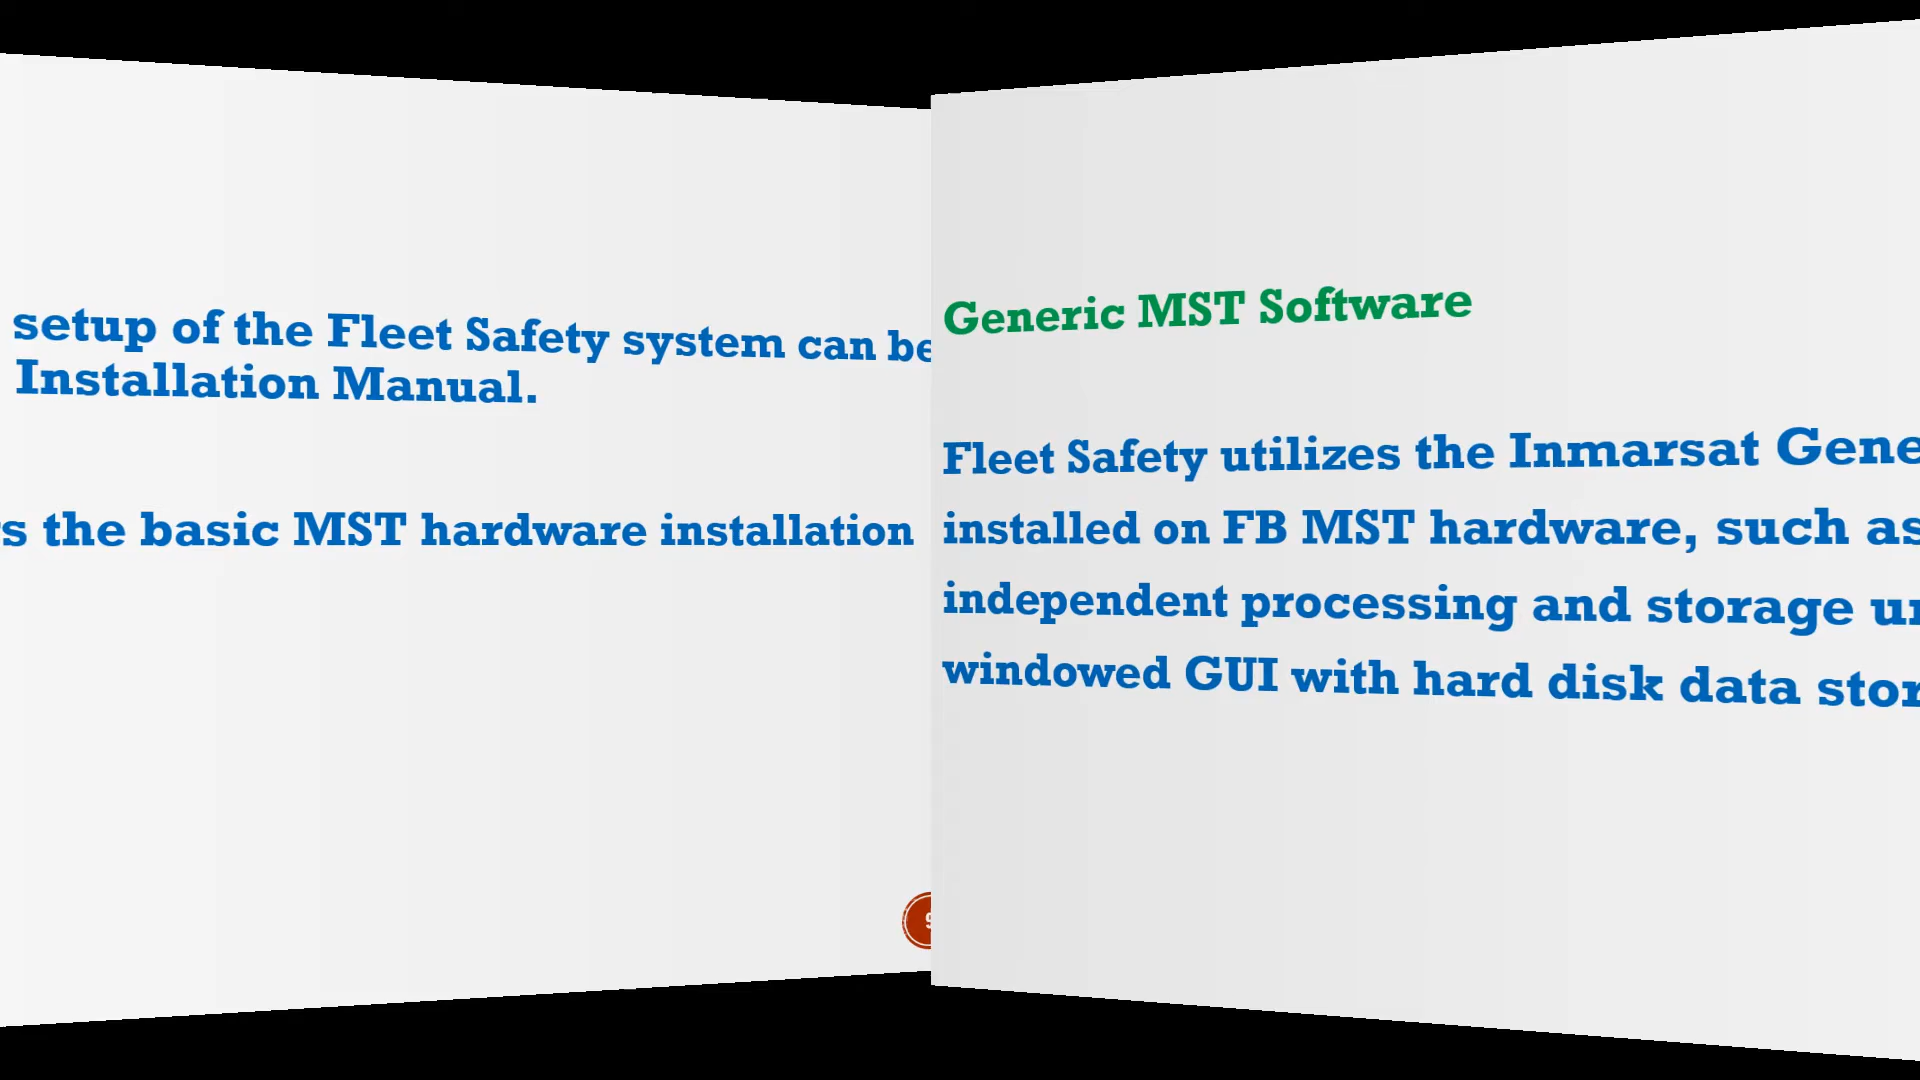 setup of the Fleet Safety system can be
Installation Manual.
the basic MST hardware installation
9
Generic MST Software
Fleet Safety utilizes the Inmarsat
installed on FB MST hardware, such as
independent processing and storage
windowed GUI with hard disk data